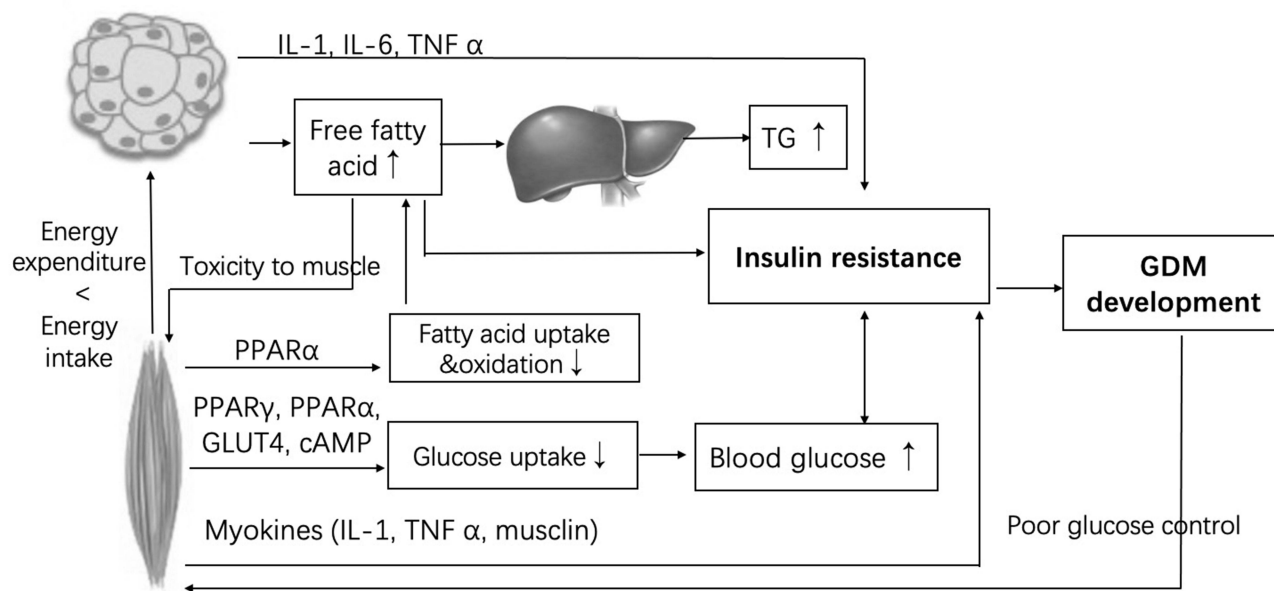 IL-1, IL-6, TNF α
Free fatty
acid ↑
TG ↑
Energy
expenditure
<
Energy
intake
Toxicity to muscle
Insulin resistance
GDM
development
PPARα
Fatty acid uptake
&oxidation ↓
PPARγ, PPARα,
GLUT4, cAMP
Glucose uptake ↓
Blood glucose ↑
Myokines (IL-1, TNF α, musclin)
Poor glucose control